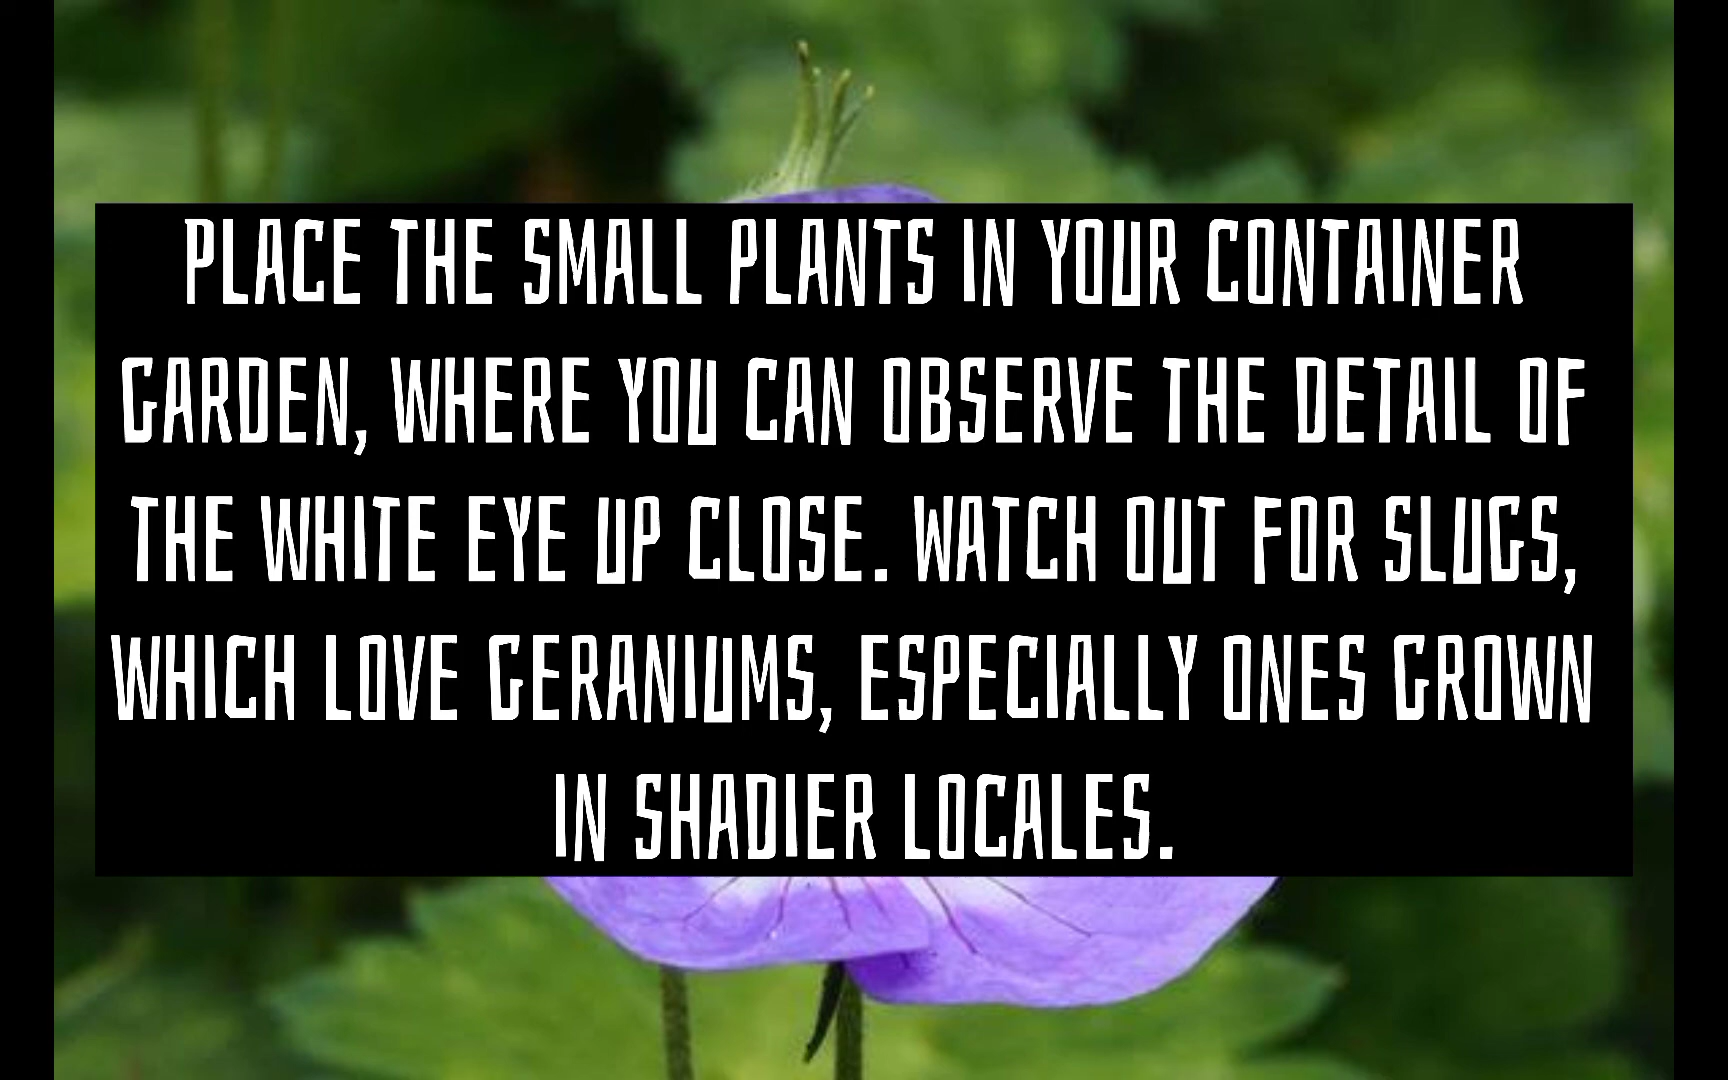 PLACE THE SMALL PLANTS IN YOUR CONTAINER
GARDEN, WHERE YOU CAN OBSERVE THE DETAIL OF
THE WHITE EYE UP CLOSE. WATCH OUT FOR SLUGS,
WHICH LOVE GERANIUMS, ESPECIALLY ONES GROWN
IN SHADIER LOCALES.